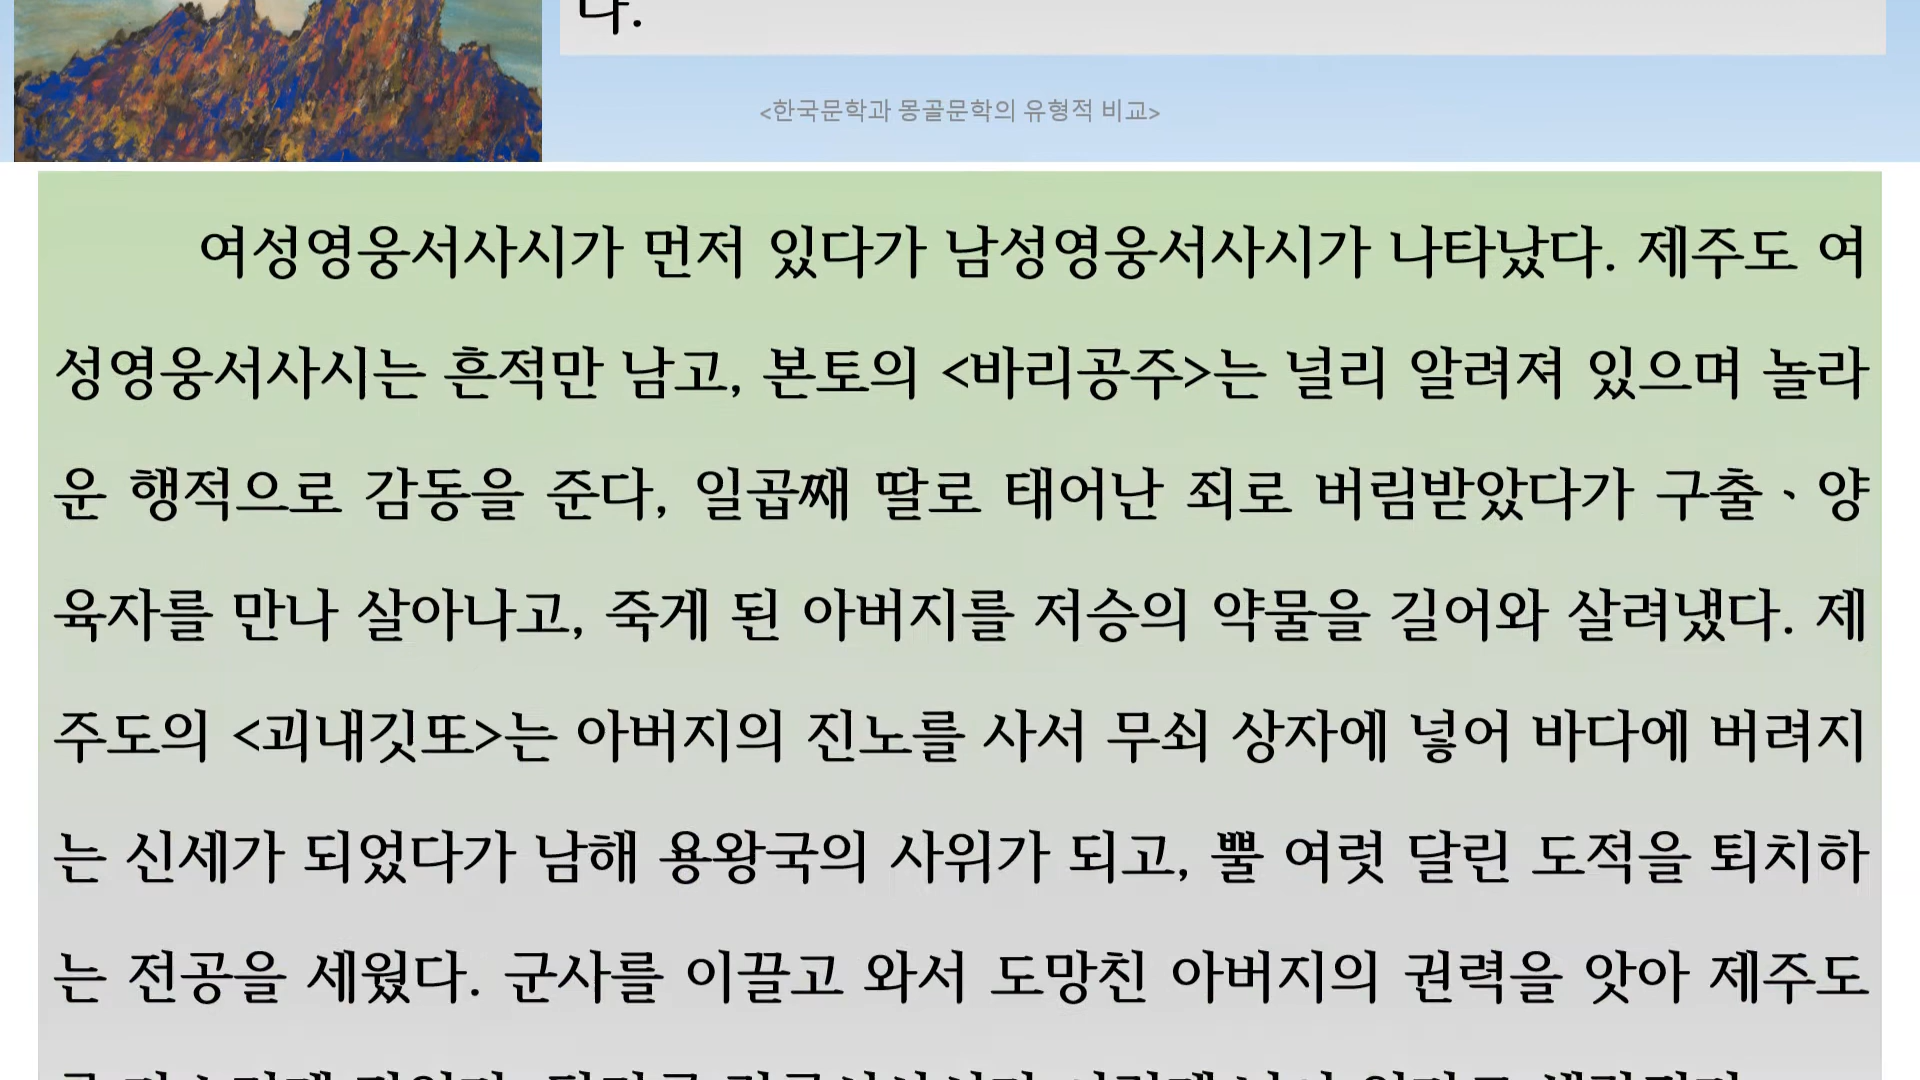 다.
<한국문학과 몽골문학의 유형적 비교>
여성영웅서사시가 먼저 있다가 남성영웅서사시가 나타났다. 제주도 여
성영웅서사시는 흔적만 남고, 본토의 <바리공주>는 널리 알려져 있으며 놀라
운 행적으로 감동을 준다, 일곱째 딸로 태어난 죄로 버림받았다가 구출、양
육자를 만나 살아나고, 죽게 된 아버지를 저승의 약물을 길어와 살려냈다. 제
주도의 <괴내깃또>는 아버지의 진노를 사서 무쇠 상자에 넣어 바다에 버려지
는 신세가 되었다가 남해 용왕국의 사위가 되고, 뿔 여럿 달린 도적을 퇴치하
는 전공을 세웠다. 군사를 이끌고 와서 도망친 아버지의 권력을 앗아 제주도